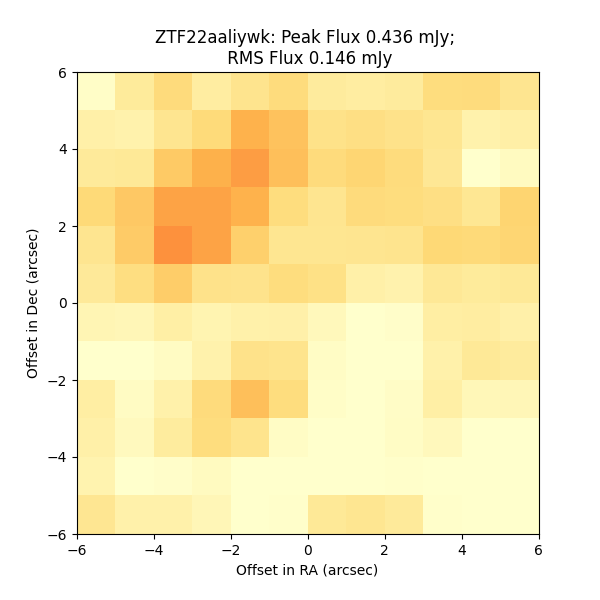 ZTF22aaliywk: Peak Flux 0.436 mJy;
RMS Flux 0.146 mJy
6
4
2
0
−2
−4
−6
Offset in Dec (arcsec)
−6 −4 −2 0 2 4 6
Offset in RA (arcsec)